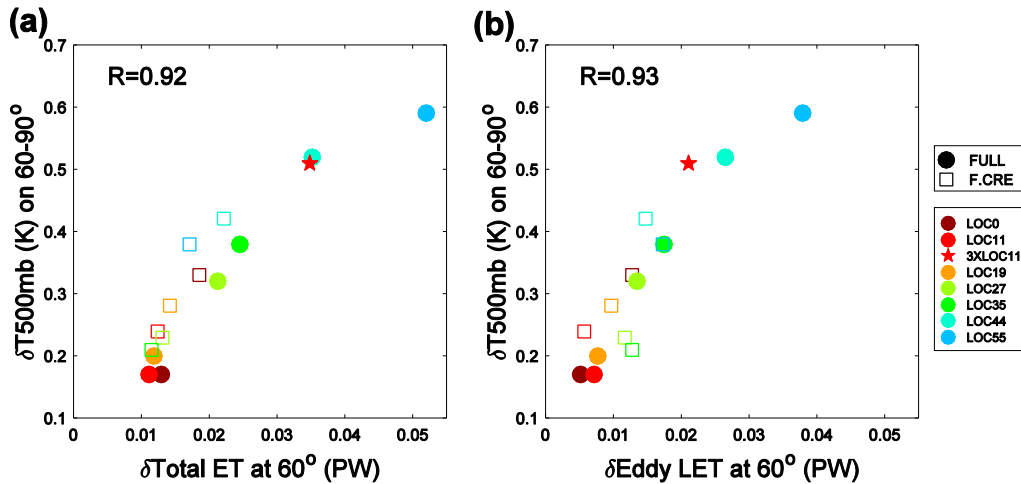 (a)
R=0.92
δT500mb (K) on 60-90°
0.7
0.6
0.5
0.4
0.3
0.2
0.1
0 0.01 0.02 0.03 0.04 0.05
δTotal ET at 60° (PW)
(b)
R=0.93
δT500mb (K) on 60-90°
0.7
0.6
0.5
0.4
0.3
0.2
0.1
0 0.01 0.02 0.03 0.04 0.05
δEddy LET at 60° (PW)
FULL
F.CRE
LOC0
LOC11
3XLOC11
LOC19
LOC27
LOC35
LOC44
LOC55